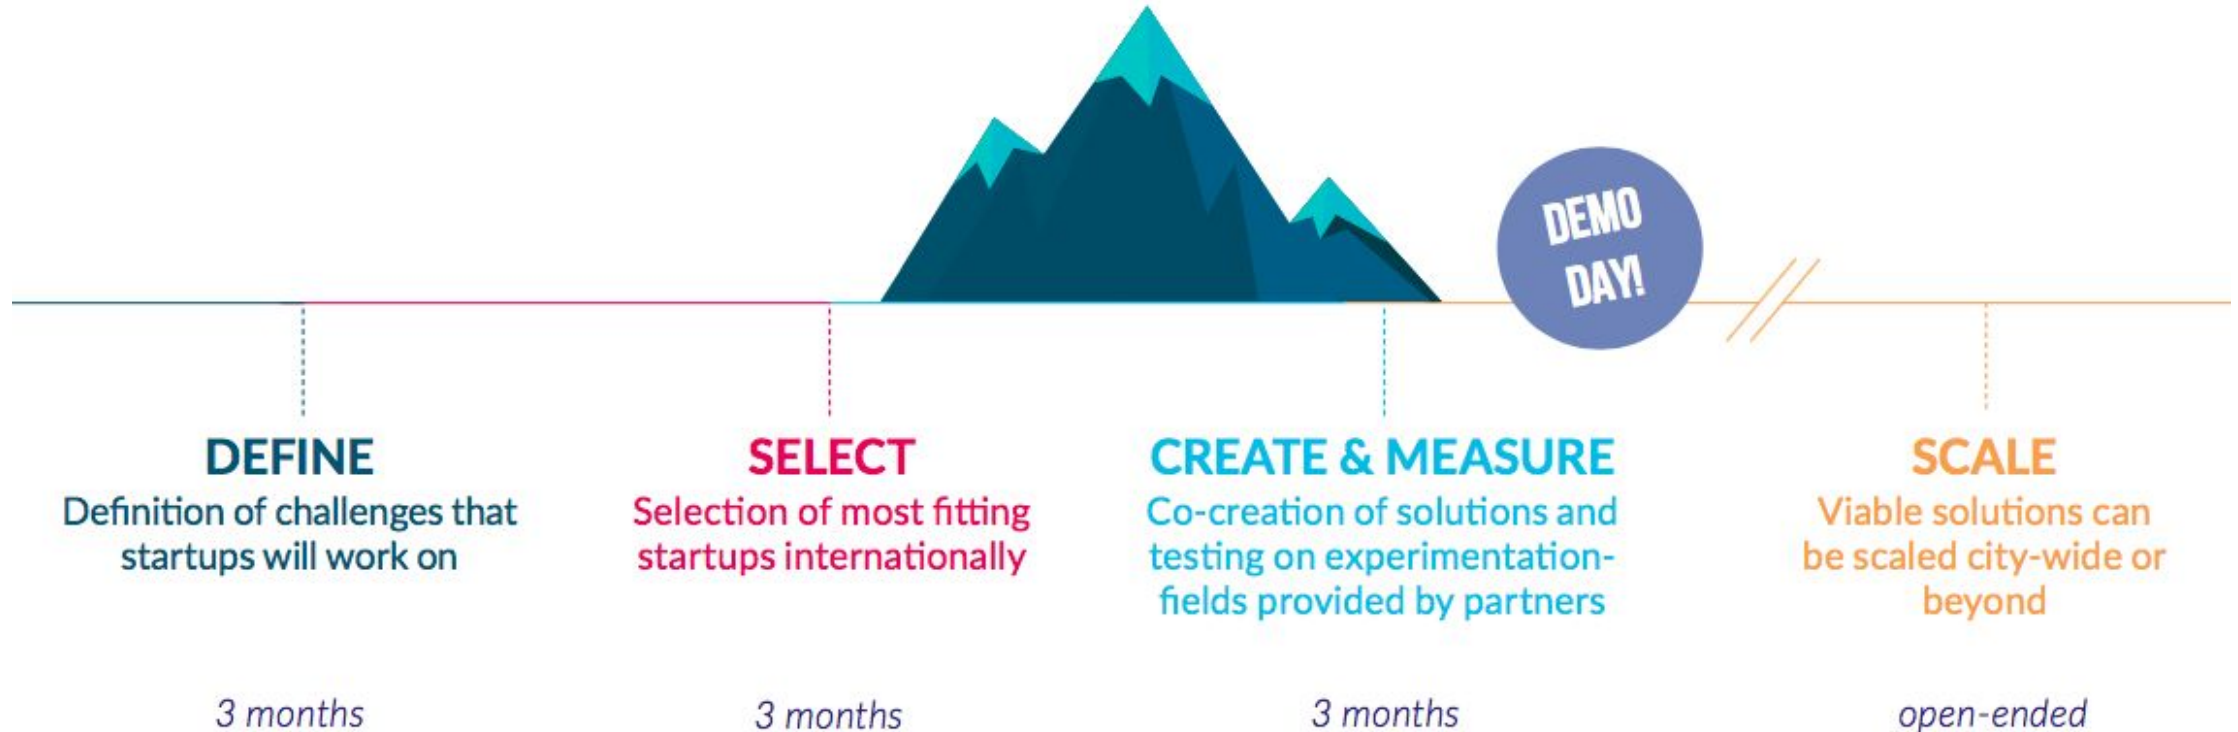 DEMO
DAY!
DEFINE
Definition of challenges that
startups will work on
3 months
SELECT
Selection of most fitting
startups internationally
3 months
CREATE & MEASURE
Co-creation of solutions and
testing on experimentation-
fields provided by partners
3 months
SCALE
Viable solutions can
be scaled city-wide or
beyond
open-ended